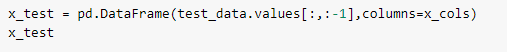 x_test = pd.DataFrame(test_data.values[:,:-1],columns=x_cols)
x_test